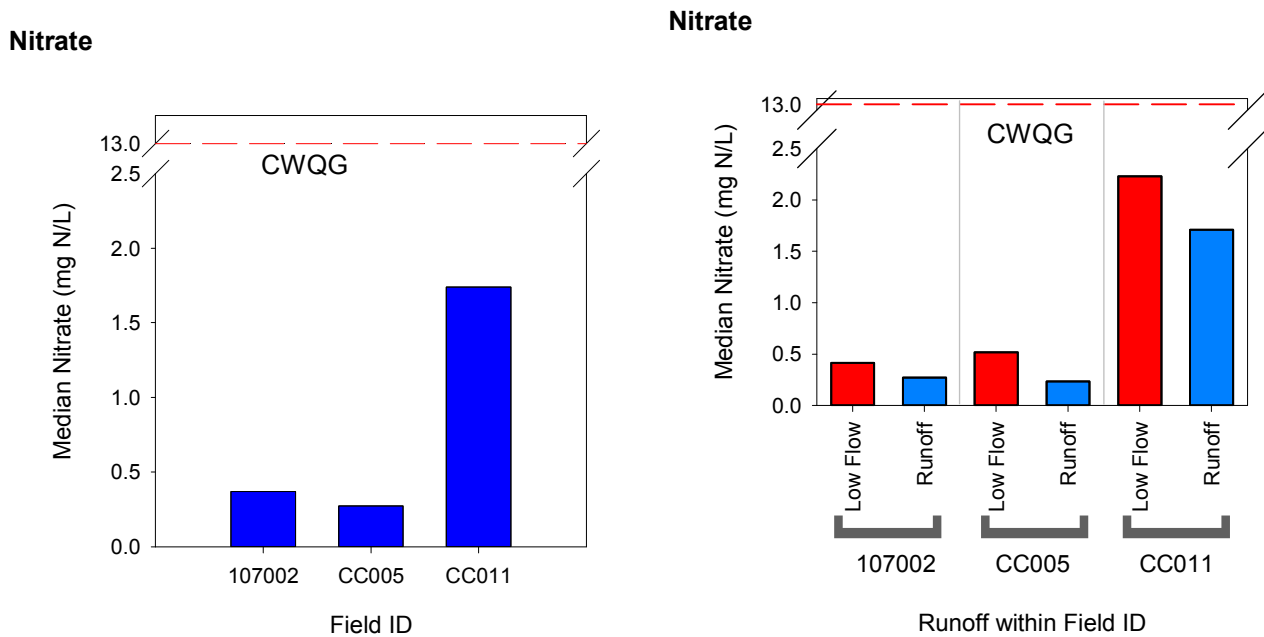 Nitrate
13.0
CWQG
2.5
2.0
1.5
1.0
0.5
0.0
Median Nitrate (mg N/L)
107002 CC005 CC011
Field ID
Nitrate
13.0
CWQG
2.5
2.0
1.5
1.0
0.5
0.0
Median Nitrate (mg N/L)
Low Flow
Runoff
Low Flow
Runoff
Low Flow
Runoff
107002 CC005 CC011
Runoff within Field ID